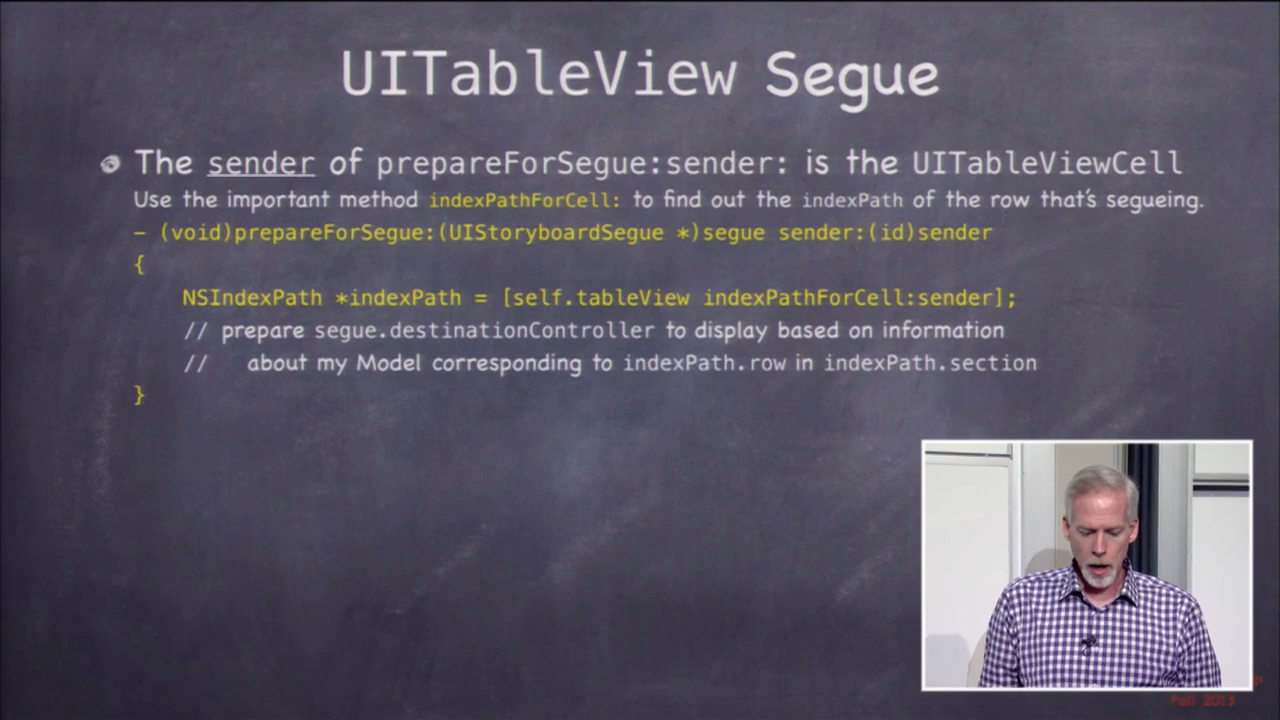 UITableView Segue
The sender of prepareForSegue:sender: is the UITableViewCell
Use the important method indexPathForCell: to find out the indexPath of the row that's segueing.
- (void)prepareForSegue:(UIStoryboardSegue *)segue sender:(id)sender
{
NSIndexPath *indexPath = [self.tableView indexPathForCell:sender];
// prepare segue.destinationController to display based on information
// about my Model corresponding to indexPath.row in indexPath.section
}
Fall 2013